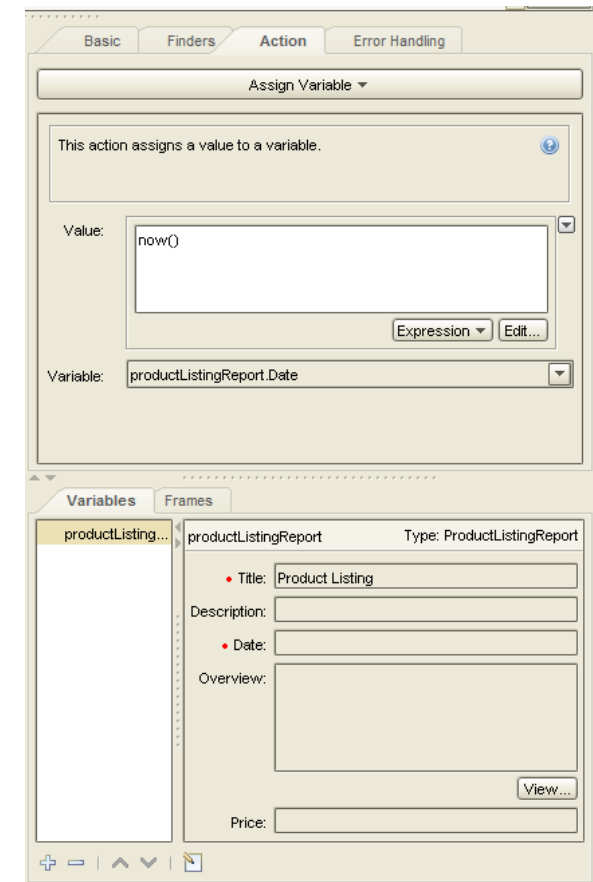 Basic Finders Action Error Handling
Assign Variable
This action assigns a value to a variable.
Value:
now()
Expression Edit...
Variable: productListingReport.Date
Variables Frames
productListing... productListingReport Type: ProductListingReport
Title: Product Listing
Description:
Date:
Overview:
View...
Price: